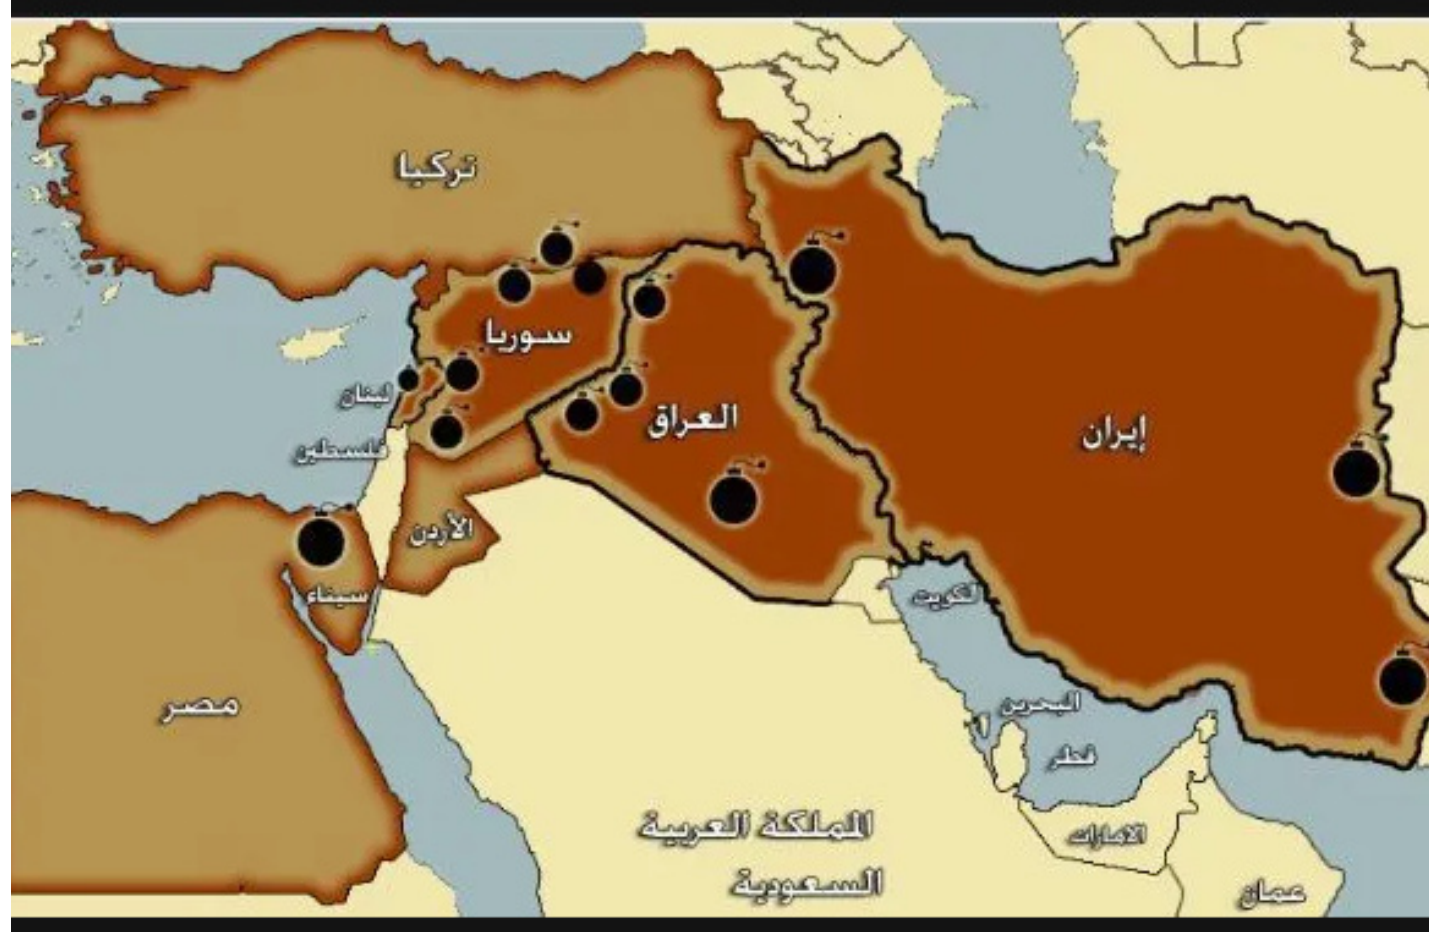 تركيا
سوريا
لبنان
العراق
إيران
فلسطين
الأردن
سيناء
الكويت
مصر
البحرين
قطر
المملكة العربية
السعودية
الامارات
عمان